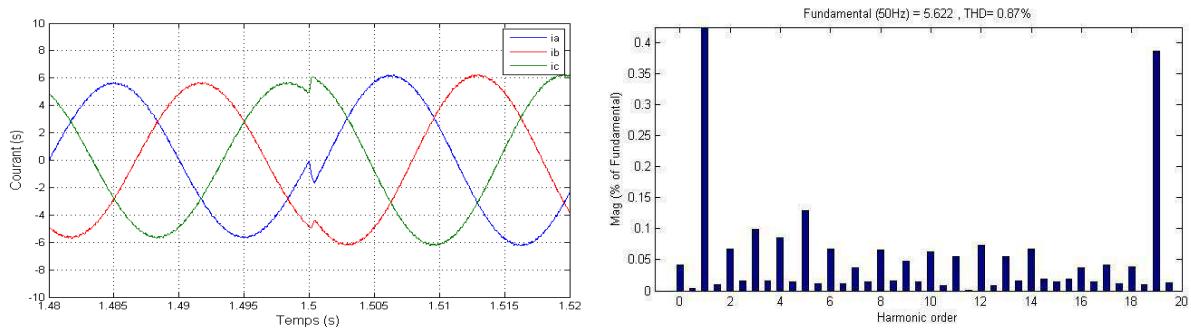 10
8
6
4
2
0
-2
-4
-6
-8
-10
Courant (s)
ia
ib
ic
1.48 1.485 1.49 1.495 1.5 1.505 1.51 1.515 1.52
Temps (s)
Fundamental (50Hz) = 5.622 , THD= 0.87%
0.4
0.35
0.3
0.25
0.2
0.15
0.1
0.05
0
Mag (% of Fundamental)
0 2 4 6 8 10 12 14 16 18 20
Harmonic order